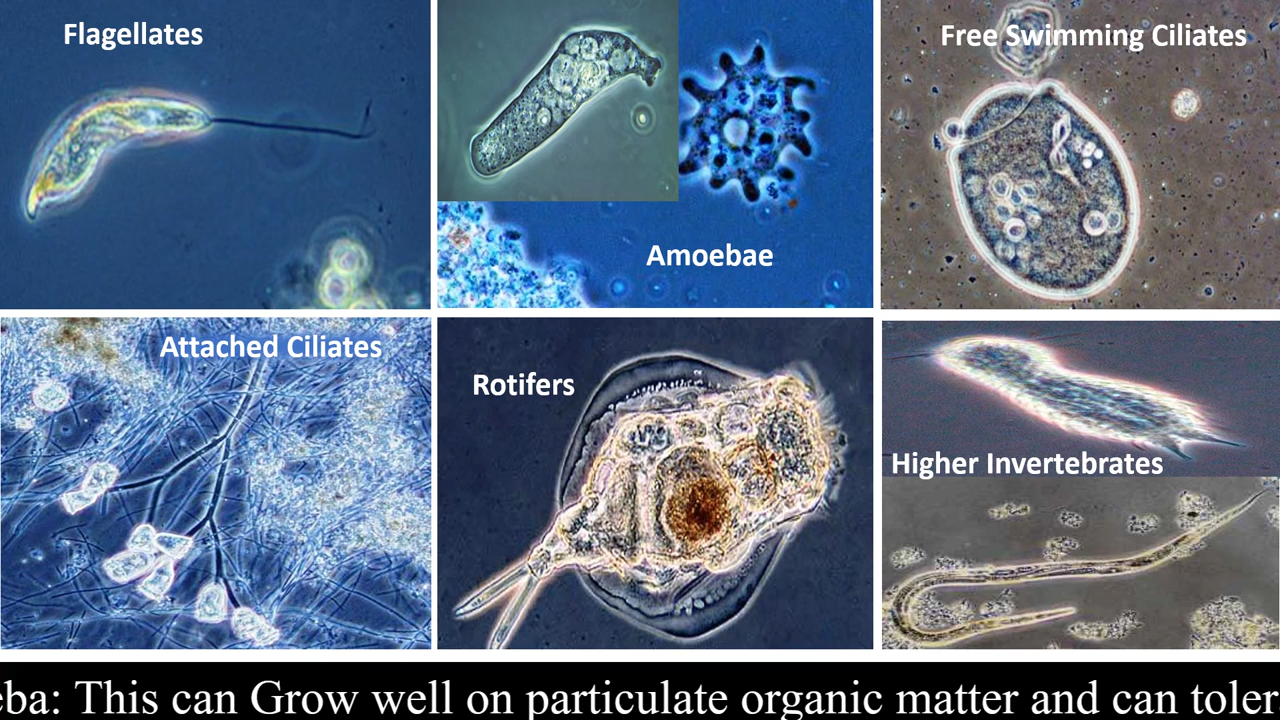 Flagellates
Amoebae
Free Swimming Ciliates
Attached Ciliates
Rotifers
Higher Invertebrates
eba: This can Grow well on particulate organic matter and can toler